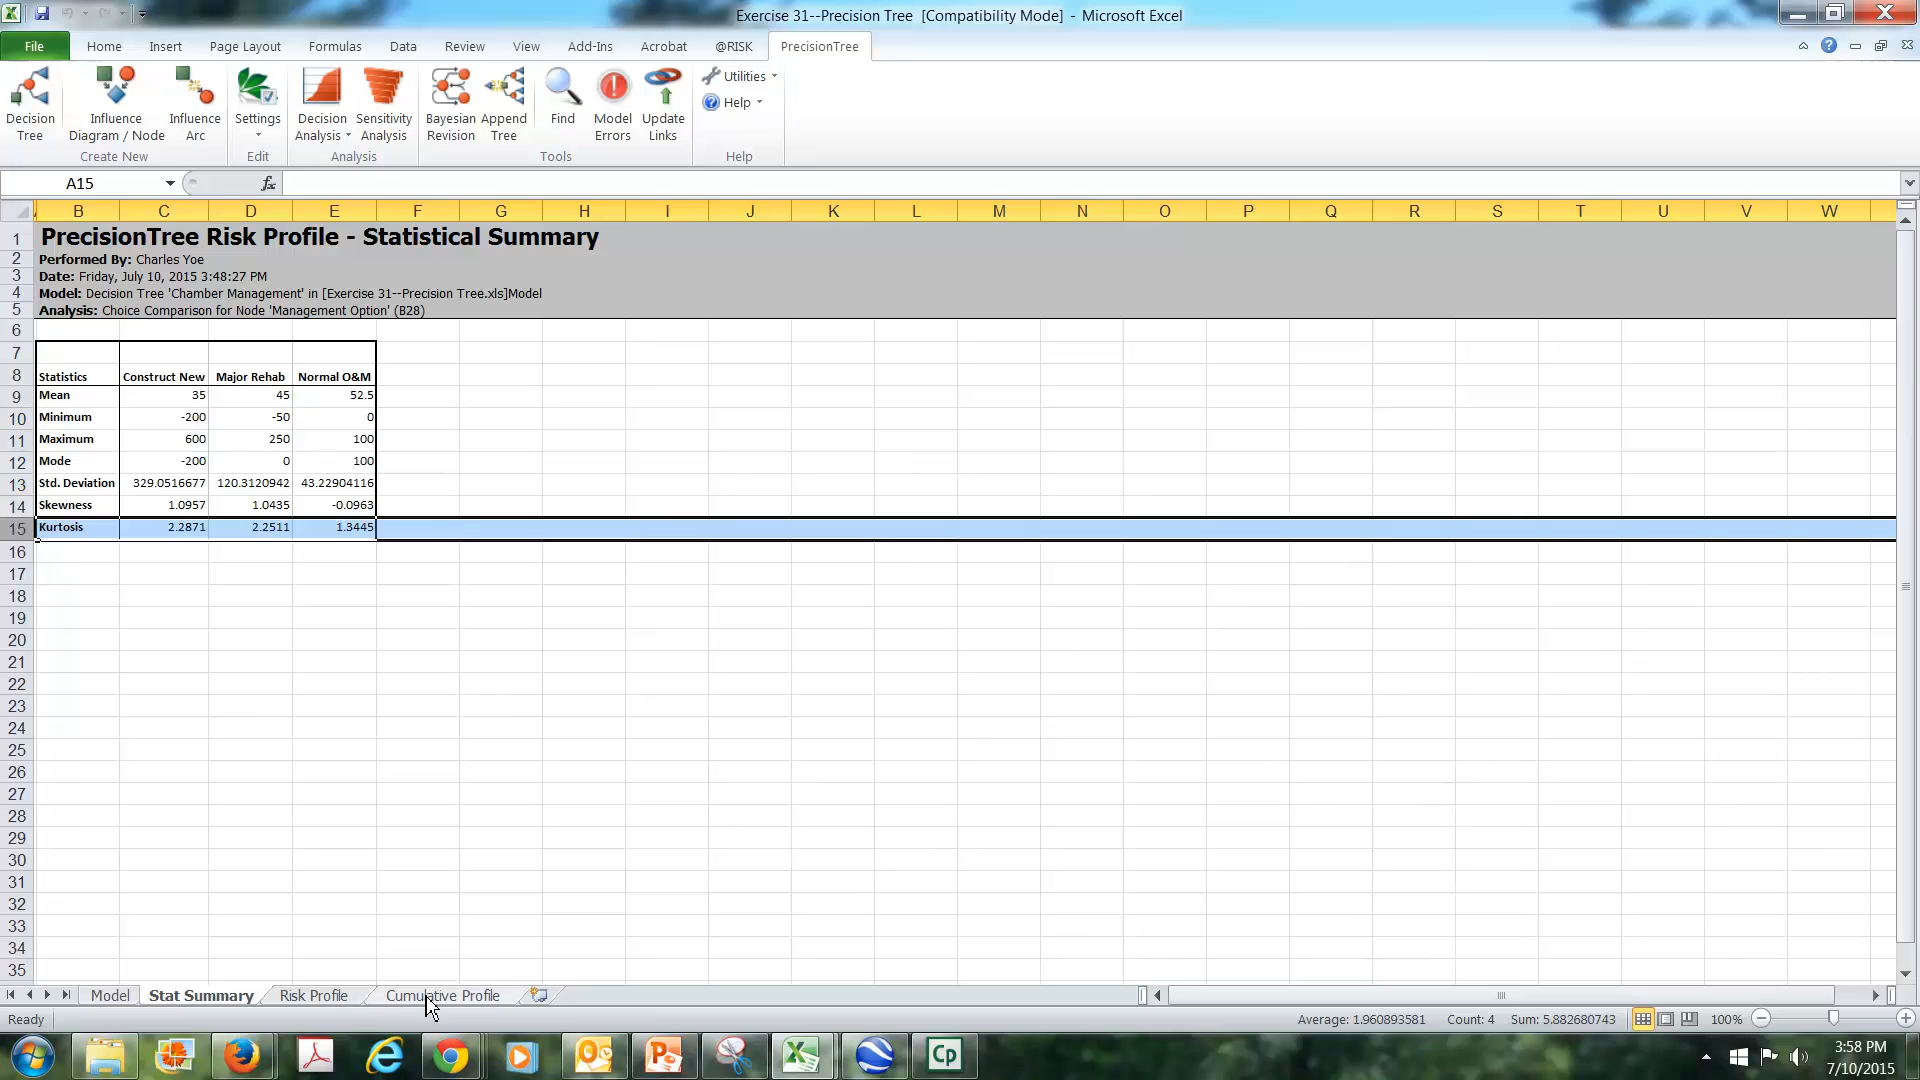 Exercise 31--Precision Tree [Compatibility Mode] - Microsoft Excel
File Home Insert Page Layout Formulas Data Review View Add-Ins Acrobat @RISK PrecisionTree
Decision Tree
Influence Diagram / Node
Influence Arc
Create New
Settings
Edit
Decision Analysis
Sensitivity Analysis
Analysis
Bayesian Revision
Append Tree
Find
Model Errors
Update Links
Tools
Utilities
Help
Help
A15 fx
A B C D E F G H I J K L M N O P Q R S T U V W
1 PrecisionTree Risk Profile - Statistical Summary
2 Performed By: Charles Yoe
3 Date: Friday, July 10, 2015 3:48:27 PM
4 Model: Decision Tree 'Chamber Management' in [Exercise 31--Precision Tree.xls]Model
5 Analysis: Choice Comparison for Node 'Management Option' (B28)
6
7
8 Statistics Construct New Major Rehab Normal O&M
9 Mean 35 45 52.5
10 Minimum -200 -50 0
11 Maximum 600 250 100
12 Mode -200 0 100
13 Std. Deviation 329.0516677 120.3120942 43.22904116
14 Skewness 1.0957 1.0435 -0.0963
15 Kurtosis 2.2871 2.2511 1.3445
16
17
18
19
20
21
22
23
24
25
26
27
28
29
30
31
32
33
34
35
Model Stat Summary Risk Profile Cumulative Profile
Ready Average: 1.960893581 Count: 4 Sum: 5.882680743 100%
Cp
3:58 PM
7/10/2015